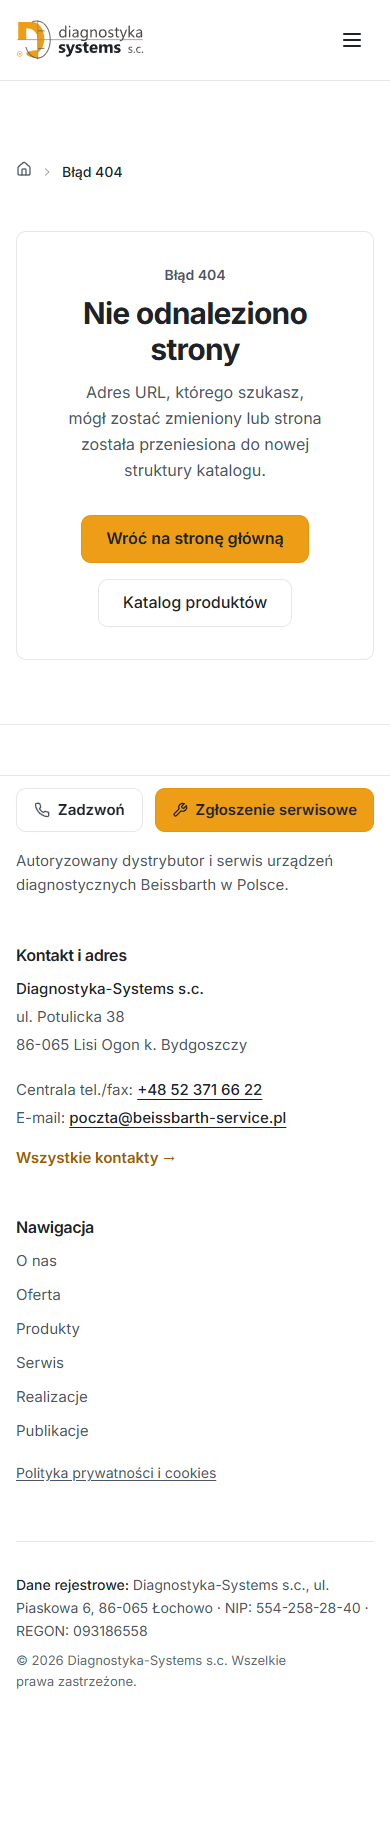 diagnostyka
systems s.c.
Błąd 404
Błąd 404
Nie odnaleziono
strony
Adres URL, którego szukasz,
mógł zostać zmieniony lub strona
została przeniesiona do nowej
struktury katalogu.
Wróć na stronę główną
Katalog produktów
Zadzwoń
Zgłoszenie serwisowe
Autoryzowany dystrybutor i serwis urządzeń
diagnostycznych Beissbarth w Polsce.
Kontakt i adres
Diagnostyka-Systems s.c.
ul. Potulicka 38
86-065 Lisi Ogon k. Bydgoszczy
Centrala tel./fax: +48 52 371 66 22
E-mail: poczta@beissbarth-service.pl
Wszystkie kontakty →
Nawigacja
O nas
Oferta
Produkty
Serwis
Realizacje
Publikacje
Polityka prywatności i cookies
Dane rejestrowe: Diagnostyka-Systems s.c., ul.
Piaskowa 6, 86-065 Łochowo · NIP: 554-258-28-40 ·
REGON: 093186558
© 2026 Diagnostyka-Systems s.c. Wszelkie
prawa zastrzeżone.